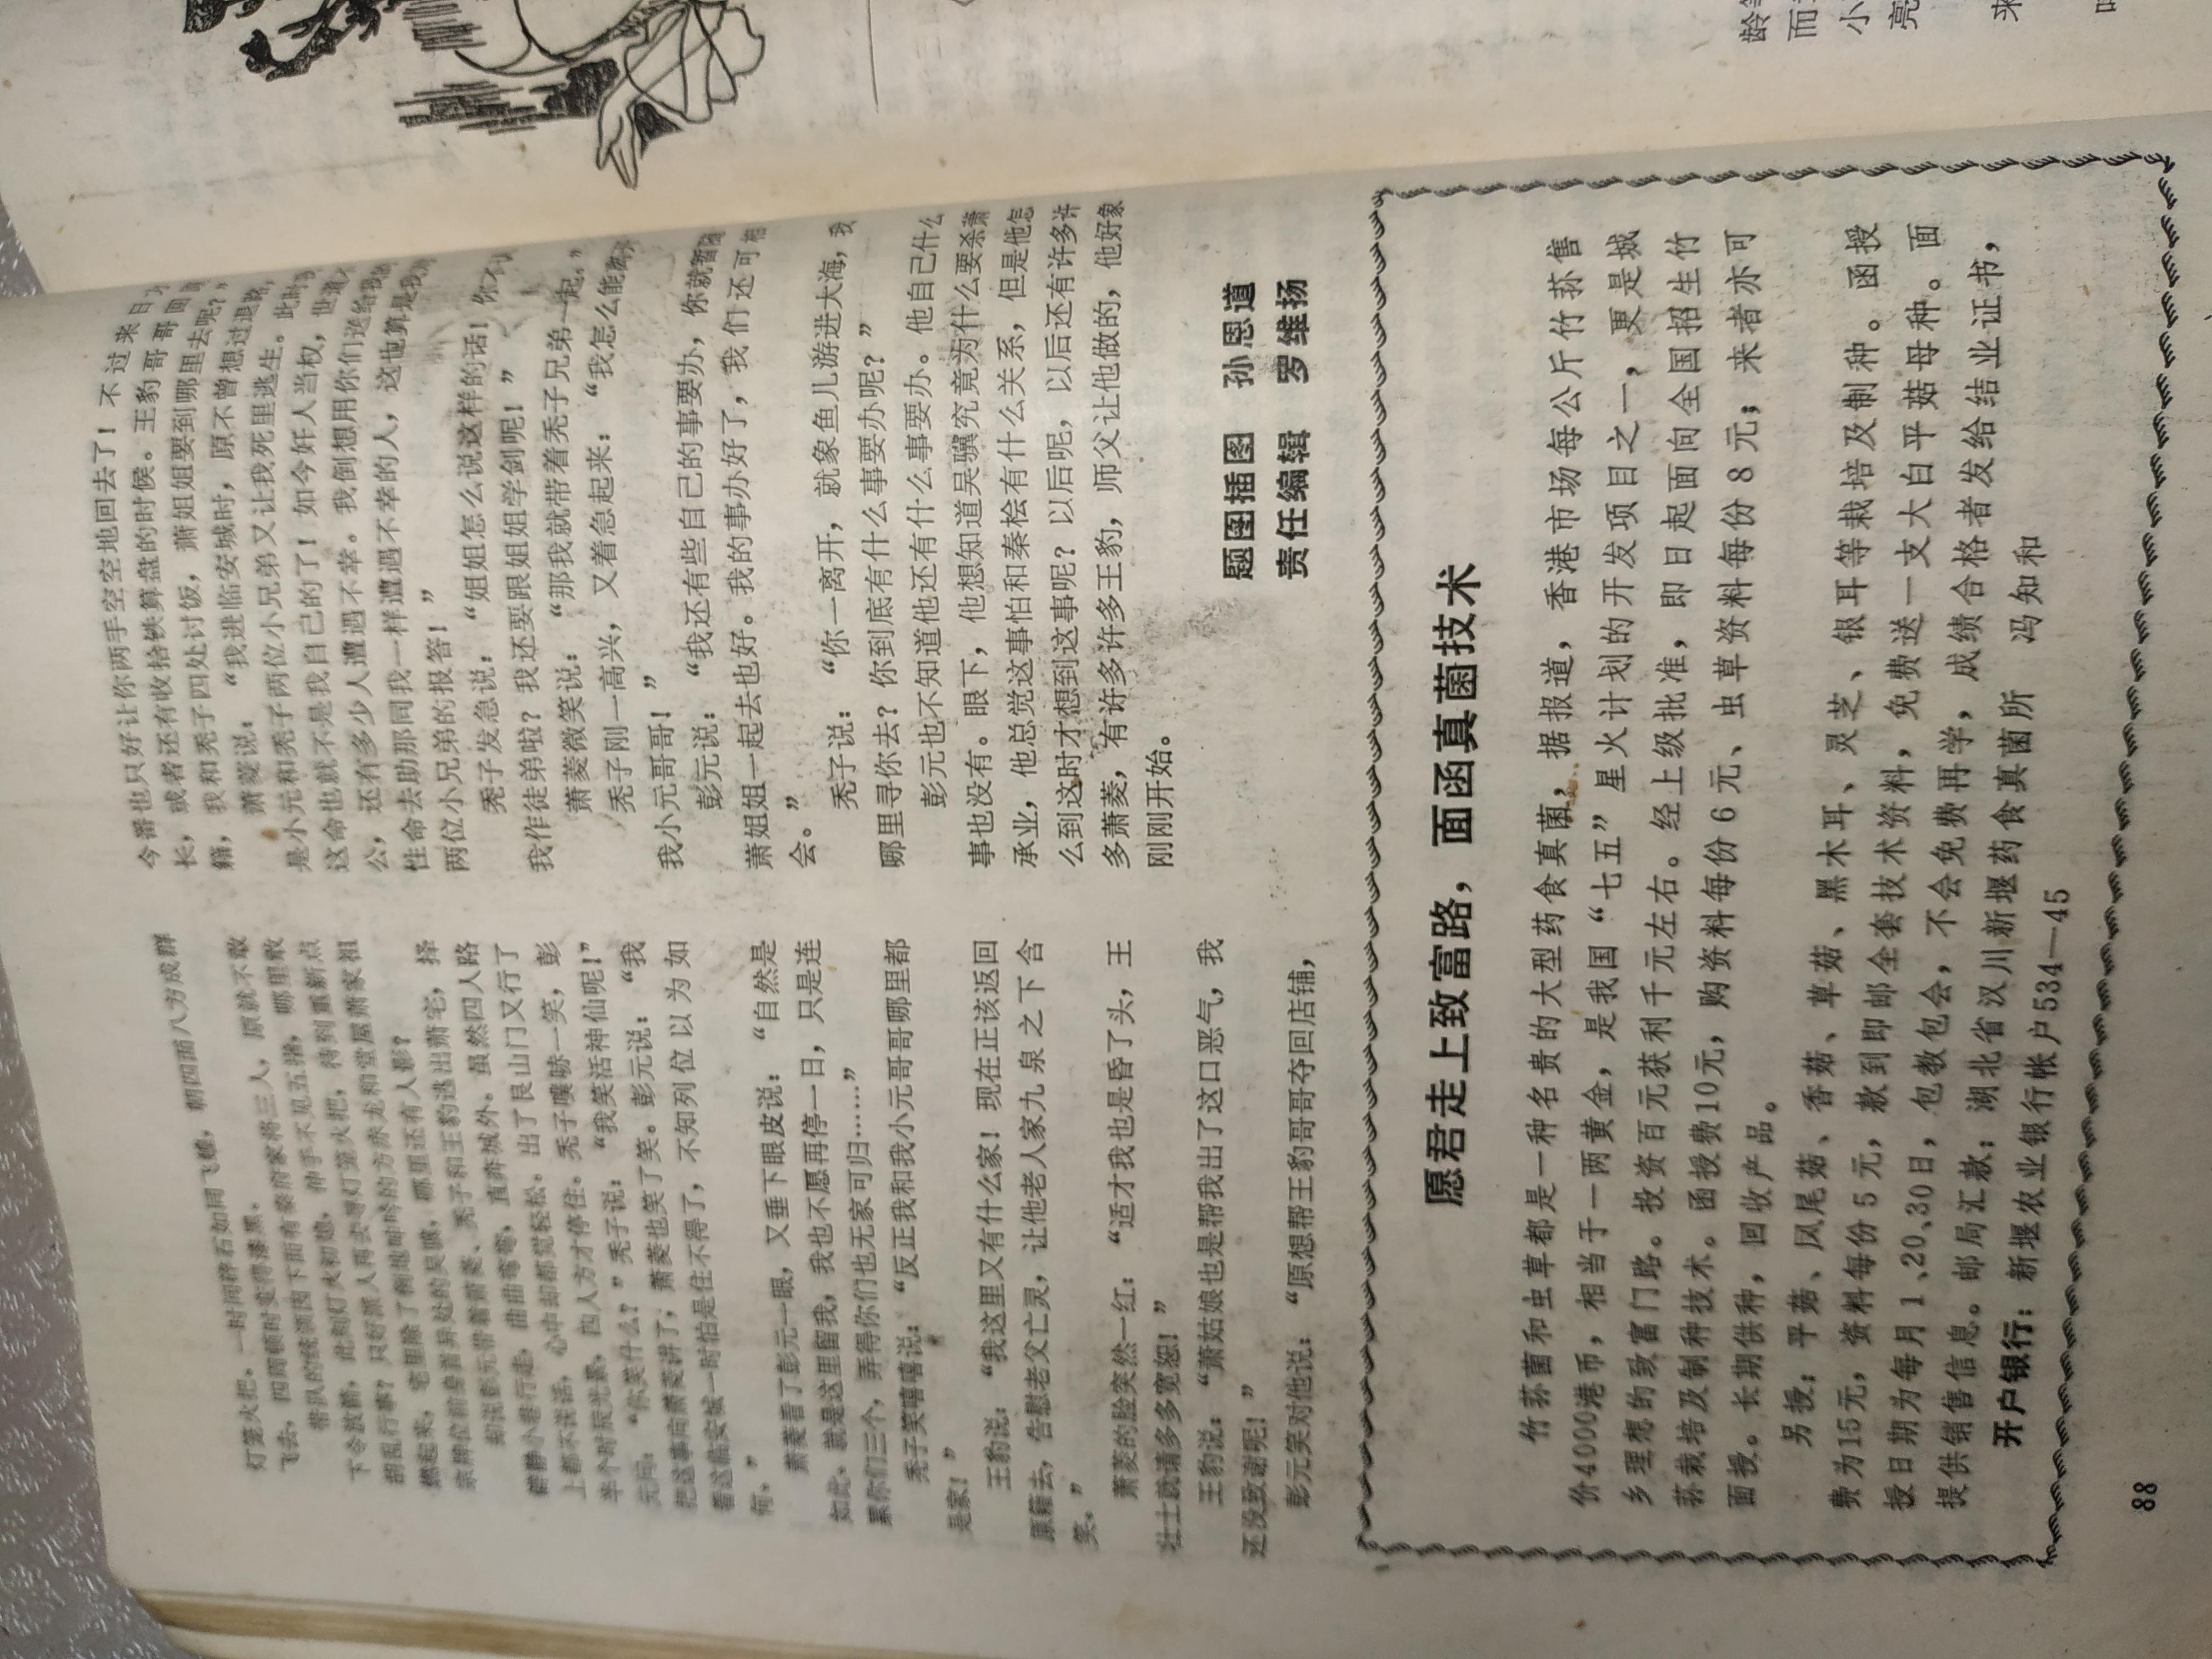 灯笼火把，一时间碎石如同飞蝗，朝四面八方成群
飞去，四周顿时变得漆黑。
下令放箭，此刻灯火初熄，伸手不见五指，哪里敢
胡乱行事？只好派人再去寻灯笼火把，待到重新点
燃起来，宅里除了倒地呻吟的方赤龙和堂屋萧家祖
宗牌位前身首异处的吴骥，哪里还有人影？
却说彭元带着萧菱、秃子和王豹逃出萧宅，择
僻静小巷行走，曲曲弯弯，直奔城外。虽然四人路
上都不说话，心中却都觉轻松，出了艮山门又行了
半个时辰光景，四人方才停住。秃子噗哧一笑，彭
元问：“你笑什么？”秃子说：“我笑活神仙呢！”
把这事向萧菱讲了，萧菱也笑了笑。彭元说：“我
看这临安城一时怕是住不得了，不知列位以为如
何。”
萧菱看了彭元一眼，又垂下眼皮说：“自然是
如此，就是这里留我，我也不愿再停一日，只是连
累你们三个，弄得你们也无家可归……”
秃子笑嘻嘻说：“反正我和我小元哥哥哪里都
是家！”
王豹说：“我这里又有什么家！现在正该返回
原籍去，告慰老父亡灵，让他老人家九泉之下含
笑。”
萧菱的脸突然一红：“适才我也是昏了头，王
壮士就请多多宽恕！”
王豹说：“萧姑娘也是帮我出了这口恶气，我
还没致谢呢！”
彭元笑对他说：“原想帮王豹哥哥夺回店铺，
今番也只好让你两手空空地回去了！不过来日
长，或者还有收拾铁算盘的时候。王豹哥哥回
籍，我和秃子四处讨饭，萧姐姐要到哪里去呢？”
萧菱说：“我进临安城时，原不曾想过退路，
是小元和秃子两位小兄弟又让我死里逃生。此时
这命也就不是我自己的了！如今奸人当权，世道
公，还有多少人遭遇不幸。我倒想用你们送给我
性命去助那同我一样遭遇不幸的人，这也算是我
两位小兄弟的报答！”
秃子发急说：“姐姐怎么说这样的话！你不
我作徒弟啦？我还要跟姐姐学剑呢！”
萧菱微笑说：“那我就带着秃子兄弟一起。”
秃子刚一高兴，又着急起来：“我怎么能离
我小元哥哥！”
彭元说：“我还有些自己的事要办，你就暂
萧姐姐一起去也好。我的事办好了，我们还可相
会。”
秃子说：“你一离开，就象鱼儿游进大海，我
哪里寻你去？你到底有什么事要办呢？”
彭元也不知道他还有什么事要办。他自己什么
事也没有。眼下，他想知道吴骥究竟为什么要杀萧
承业，他总觉这事怕和秦桧有什么关系，但是他怎
么到这时才想到这事呢？以后呢，以后还有许多许
多萧菱，有许多许多王豹，师父让他做的，他好象
刚刚开始。
题图插图 孙恩道
责任编辑 罗维扬
愿君走上致富路，面函真菌技术
竹荪菌和虫草都是一种名贵的大型药食真菌，据报道，香港市场每公斤竹荪售
价4000港币，相当于一两黄金，是我国“七五”星火计划的开发项目之一，更是城
乡理想的致富门路。投资百元获利千元左右。经上级批准，即日起面向全国招生竹
荪栽培及制种技术。函授费10元，购资料每份6元、虫草资料每份8元；来者亦可
面授。长期供种，回收产品。
另授：平菇、凤尾菇、香菇、草菇、黑木耳、灵芝、银耳等栽培及制种。函授
费为15元，资料每份5元，款到即邮全套技术资料，免费送一支大白平菇母种。面
授日期为每月1、20、30日，包教包会，不会免费再学，成绩合格者发给结业证书，
提供销售信息。邮局汇款：湖北省汉川新堰药食真菌所 冯知和
开户银行：新堰农业银行帐户534—45
88